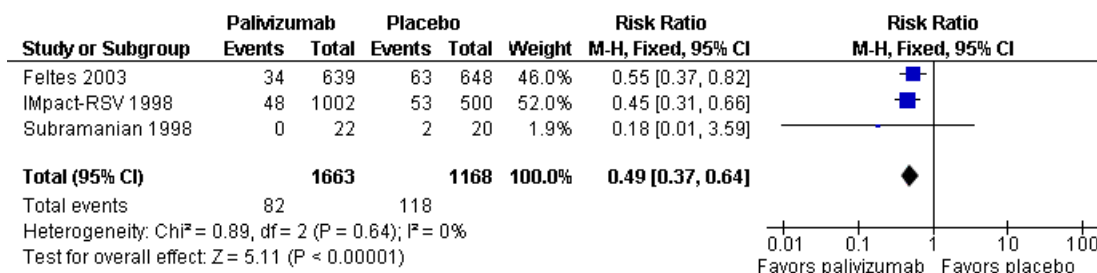 Palivizumab Placebo Risk Ratio Risk Ratio
Study or Subgroup Events Total Events Total Weight M-H, Fixed, 95% CI M-H, Fixed, 95% CI
Feltes 2003 34 639 63 648 46.0% 0.55 [0.37, 0.82]
IMpact-RSV 1998 48 1002 53 500 52.0% 0.45 [0.31, 0.66]
Subramanian 1998 0 22 2 20 1.9% 0.18 [0.01, 3.59]
Total (95% CI) 1663 1168 100.0% 0.49 [0.37, 0.64]
Total events 82 118
Heterogeneity: Chi² = 0.89, df = 2 (P = 0.64); I² = 0%
Test for overall effect: Z = 5.11 (P < 0.00001)
0.01 0.1 1 10 100
Favors palivizumab Favors placebo